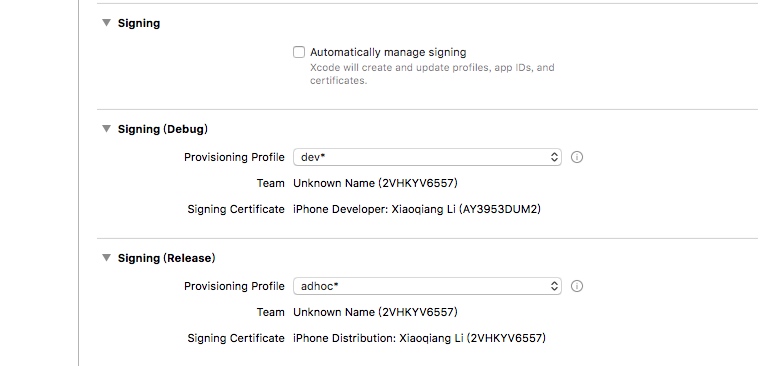 Signing
Automatically manage signing
Xcode will create and update profiles, app IDs, and
certificates.
Signing (Debug)
Provisioning Profile dev*
Team Unknown Name (2VHKYV6557)
Signing Certificate iPhone Developer: Xiaoqiang Li (AY3953DUM2)
Signing (Release)
Provisioning Profile adhoc*
Team Unknown Name (2VHKYV6557)
Signing Certificate iPhone Distribution: Xiaoqiang Li (2VHKYV6557)